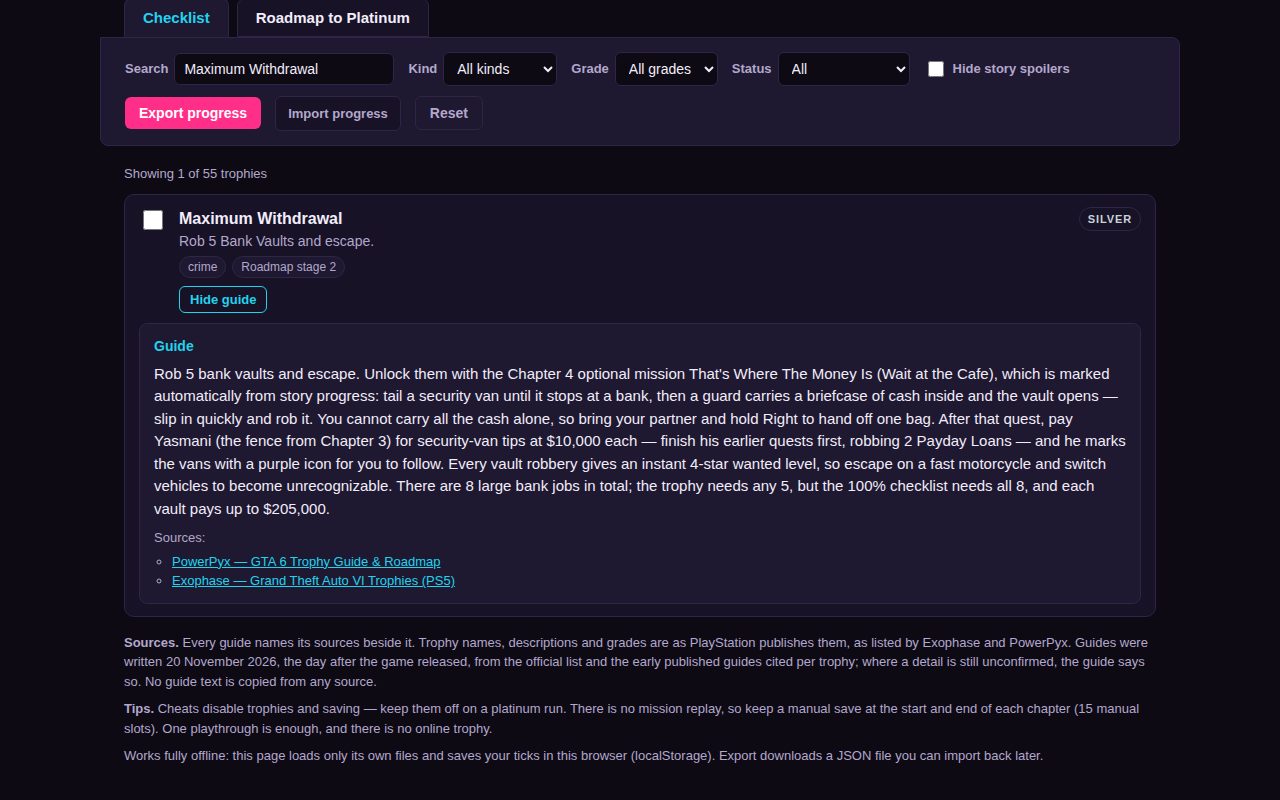 Checklist
Roadmap to Platinum
Search
Maximum Withdrawal
Kind
All kinds
Grade
All grades
Status
All
Hide story spoilers
Export progress
Import progress
Reset
Showing 1 of 55 trophies
Maximum Withdrawal
SILVER
Rob 5 Bank Vaults and escape.
crime
Roadmap stage 2
Hide guide
Guide
Rob 5 bank vaults and escape. Unlock them with the Chapter 4 optional mission That's Where The Money Is (Wait at the Cafe), which is marked
automatically from story progress: tail a security van until it stops at a bank, then a guard carries a briefcase of cash inside and the vault opens —
slip in quickly and rob it. You cannot carry all the cash alone, so bring your partner and hold Right to hand off one bag. After that quest, pay
Yasmani (the fence from Chapter 3) for security-van tips at $10,000 each — finish his earlier quests first, robbing 2 Payday Loans — and he marks
the vans with a purple icon for you to follow. Every vault robbery gives an instant 4-star wanted level, so escape on a fast motorcycle and switch
vehicles to become unrecognizable. There are 8 large bank jobs in total; the trophy needs any 5, but the 100% checklist needs all 8, and each
vault pays up to $205,000.
Sources:
PowerPyx — GTA 6 Trophy Guide & Roadmap
Exophase — Grand Theft Auto VI Trophies (PS5)
Sources. Every guide names its sources beside it. Trophy names, descriptions and grades are as PlayStation publishes them, as listed by Exophase and PowerPyx. Guides were
written 20 November 2026, the day after the game released, from the official list and the early published guides cited per trophy; where a detail is still unconfirmed, the guide says
so. No guide text is copied from any source.
Tips. Cheats disable trophies and saving — keep them off on a platinum run. There is no mission replay, so keep a manual save at the start and end of each chapter (15 manual
slots). One playthrough is enough, and there is no online trophy.
Works fully offline: this page loads only its own files and saves your ticks in this browser (localStorage). Export downloads a JSON file you can import back later.